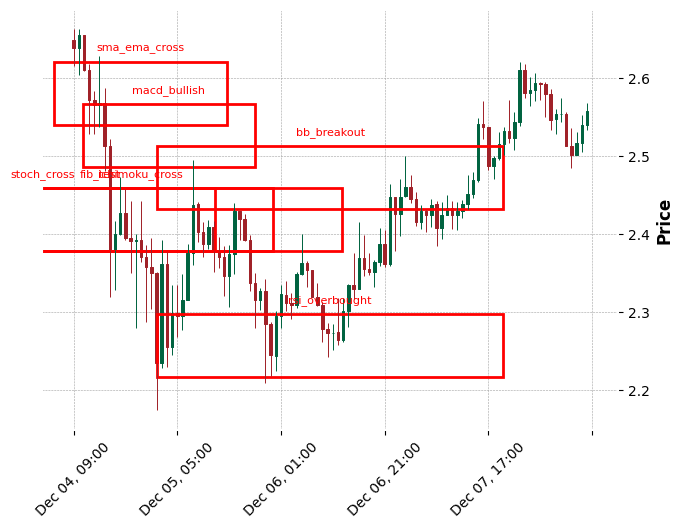 sma_ema_cross
macd_bullish
bb_breakout
stoch_cross
ichimoku_cross
rsi_overbought
2.6
2.5
2.4
2.3
2.2
Price
Dec 04, 09:00
Dec 05, 05:00
Dec 06, 01:00
Dec 06, 21:00
Dec 07, 17:00